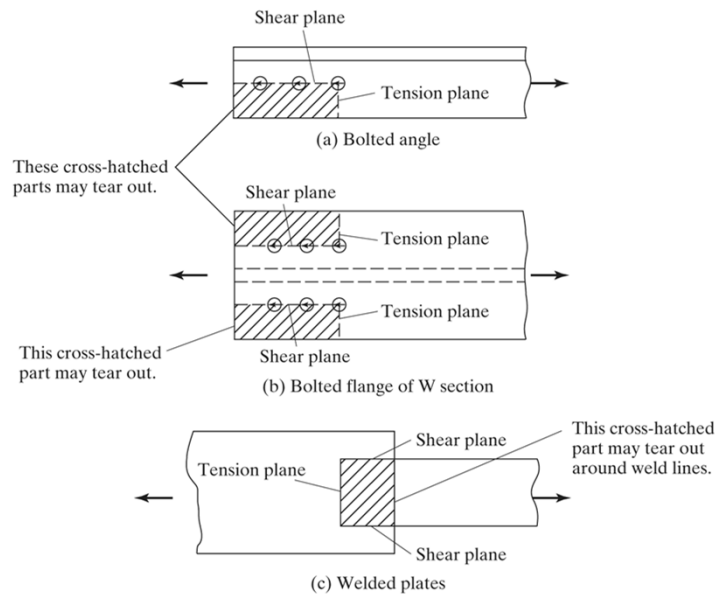 Shear plane
Tension plane
(a) Bolted angle
These cross-hatched
parts may tear out.
Shear plane
Tension plane
Tension plane
This cross-hatched
part may tear out.
Shear plane
(b) Bolted flange of W section
Shear plane
This cross-hatched
part may tear out
around weld lines.
Tension plane
Shear plane
(c) Welded plates